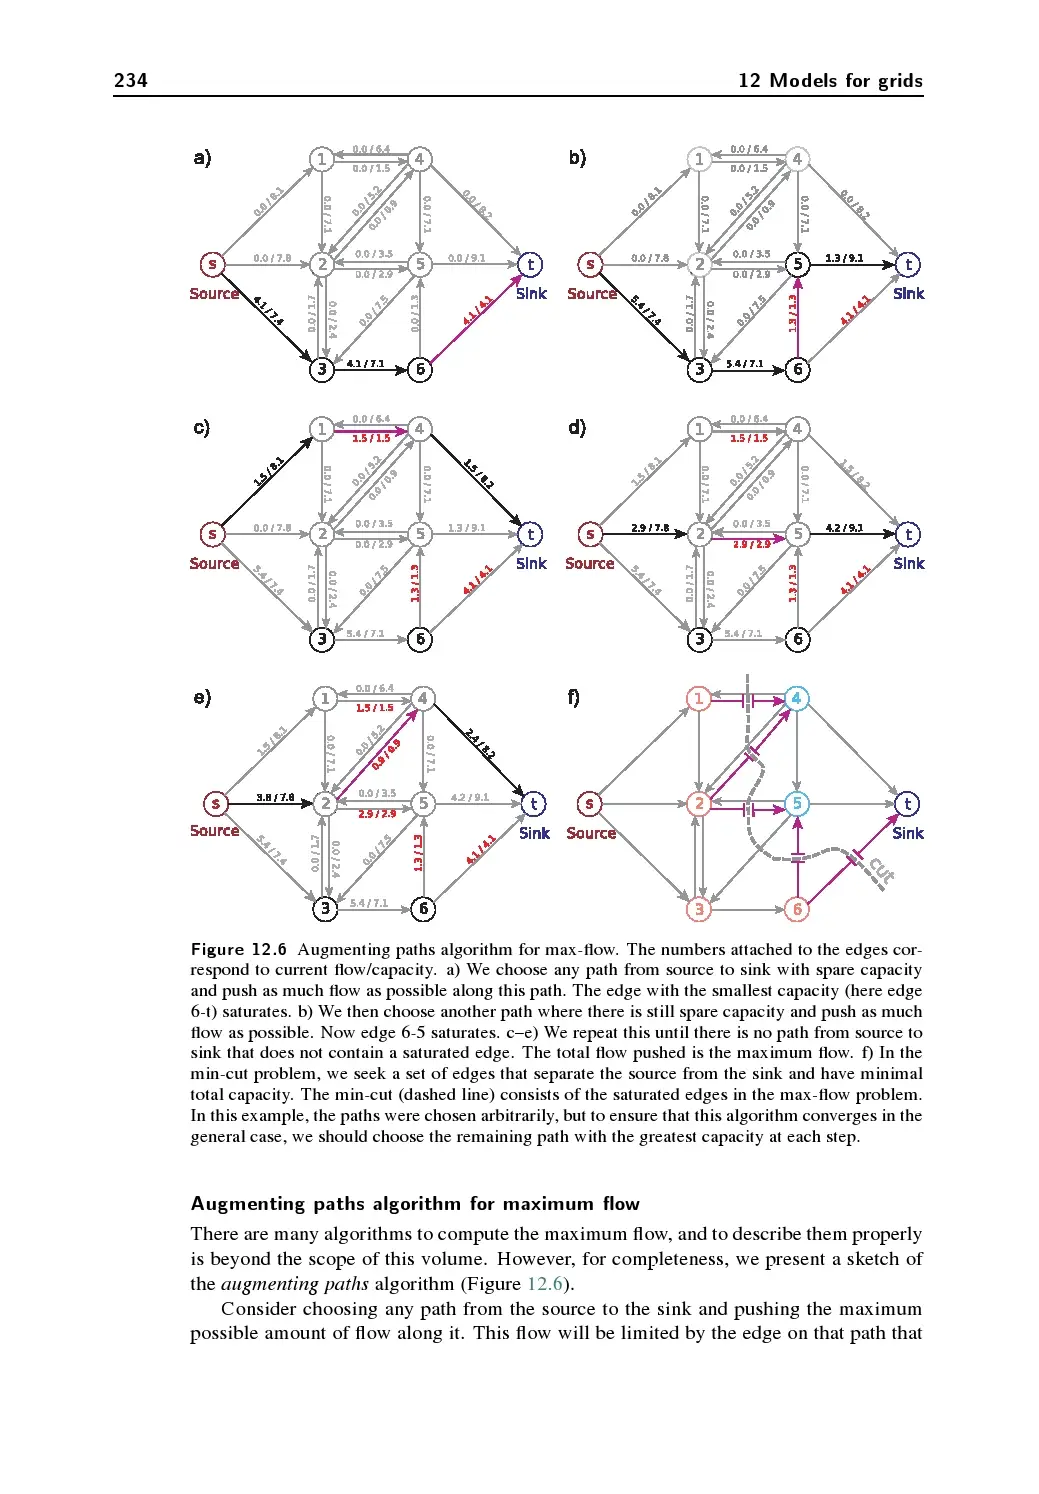 234
12 Models for grids
a)
0.0 / 6.4
0.0 / 1.5
0.0 / 8.1
0.0 / 7.1
0.0 / 5.2
0.0 / 0.9
0.0 / 7.1
0.0 / 8.2
0.0 / 7.8
0.0 / 3.5
0.0 / 2.9
0.0 / 9.1
1
4
s
2
5
t
Source
Sink
4.1 / 7.4
0.0 / 1.7
0.0 / 2.4
0.0 / 7.5
0.0 / 1.3
4.1 / 4.1
3
4.1 / 7.1
6
b)
0.0 / 6.4
0.0 / 1.5
0.0 / 8.1
0.0 / 7.1
0.0 / 5.2
0.0 / 0.9
0.0 / 7.1
0.0 / 8.2
0.0 / 7.8
0.0 / 3.5
0.0 / 2.9
1.3 / 9.1
1
4
s
2
5
t
Source
Sink
5.4 / 7.4
0.0 / 1.7
0.0 / 2.4
0.0 / 7.5
1.3 / 1.3
4.1 / 4.1
3
5.4 / 7.1
6
c)
0.0 / 6.4
1.5 / 1.5
1.5 / 8.1
0.0 / 7.1
0.0 / 5.2
0.0 / 0.9
0.0 / 7.1
1.5 / 8.2
0.0 / 7.8
0.0 / 3.5
0.0 / 2.9
1.3 / 9.1
1
4
s
2
5
t
Source
Sink
5.4 / 7.4
0.0 / 1.7
0.0 / 2.4
0.0 / 7.5
1.3 / 1.3
4.1 / 4.1
3
5.4 / 7.1
6
d)
0.0 / 6.4
1.5 / 1.5
1.5 / 8.1
0.0 / 7.1
0.0 / 5.2
0.0 / 0.9
0.0 / 7.1
1.5 / 8.2
2.9 / 7.8
0.0 / 3.5
2.9 / 2.9
4.2 / 9.1
1
4
s
2
5
t
Source
Sink
5.4 / 7.4
0.0 / 1.7
0.0 / 2.4
0.0 / 7.5
1.3 / 1.3
4.1 / 4.1
3
5.4 / 7.1
6
e)
0.0 / 6.4
1.5 / 1.5
1.5 / 8.1
0.0 / 7.1
0.0 / 5.2
0.9 / 0.9
0.0 / 7.1
2.4 / 8.2
3.8 / 7.8
0.0 / 3.5
2.9 / 2.9
4.2 / 9.1
1
4
s
2
5
t
Source
Sink
5.4 / 7.4
0.0 / 1.7
0.0 / 2.4
0.0 / 7.5
1.3 / 1.3
4.1 / 4.1
3
5.4 / 7.1
6
f)
1
4
s
2
5
t
Source
Sink
cut
3
6
Figure 12.6 Augmenting paths algorithm for max-flow. The numbers attached to the edges cor-
respond to current flow/capacity. a) We choose any path from source to sink with spare capacity
and push as much flow as possible along this path. The edge with the smallest capacity (here edge
6-t) saturates. b) We then choose another path where there is still spare capacity and push as much
flow as possible. Now edge 6-5 saturates. c–e) We repeat this until there is no path from source to
sink that does not contain a saturated edge. The total flow pushed is the maximum flow. f) In the
min-cut problem, we seek a set of edges that separate the source from the sink and have minimal
total capacity. The min-cut (dashed line) consists of the saturated edges in the max-flow problem.
In this example, the paths were chosen arbitrarily, but to ensure that this algorithm converges in the
general case, we should choose the remaining path with the greatest capacity at each step.
Augmenting paths algorithm for maximum flow
There are many algorithms to compute the maximum flow, and to describe them properly
is beyond the scope of this volume. However, for completeness, we present a sketch of
the augmenting paths algorithm (Figure 12.6).
Consider choosing any path from the source to the sink and pushing the maximum
possible amount of flow along it. This flow will be limited by the edge on that path that